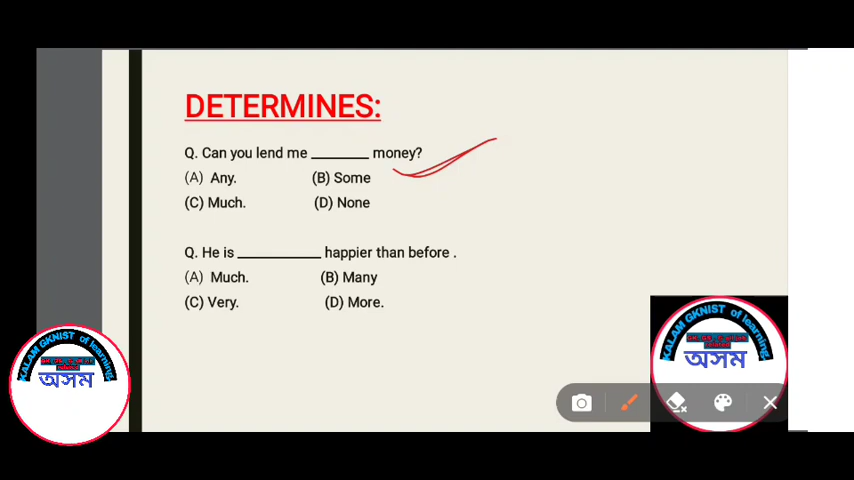 DETERMINES:
Q. Can you lend me ________ money?
(A) Any. (B) Some
(C) Much. (D) None
Q. He is ____________ happier than before .
(A) Much. (B) Many
(C) Very. (D) More.
KALAM GKNIST of learning.
অসম
KALAM GKNIST of learning.
অসম